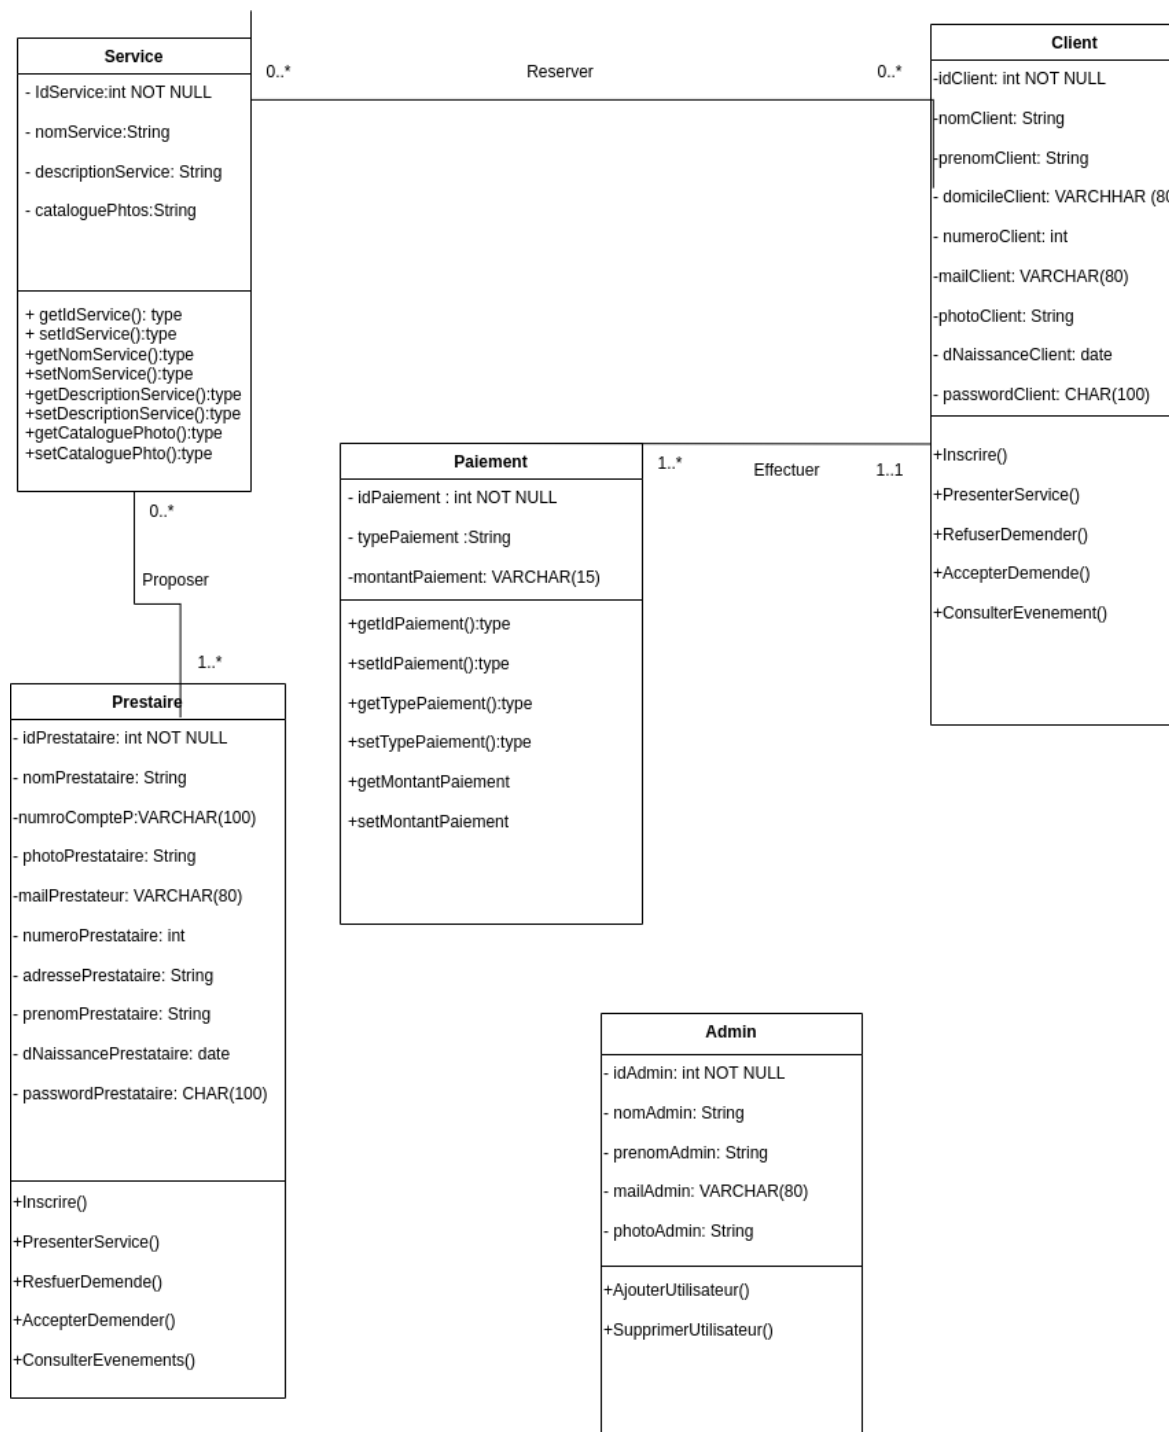 Service
- IdService:int NOT NULL
- nomService:String
- descriptionService: String
- cataloguePhtos:String
+ getIdService(): type
+ setIdService():type
+getNomService():type
+setNomService():type
+getDescriptionService():type
+setDescriptionService():type
+getCataloguePhoto():type
+setCataloguePhto():type
0..*
Reserver
0..*
Client
-idClient: int NOT NULL
-nomClient: String
-prenomClient: String
- domicileClient: VARCHHAR (80
- numeroClient: int
-mailClient: VARCHAR(80)
-photoClient: String
- dNaissanceClient: date
- passwordClient: CHAR(100)
+Inscrire()
+PresenterService()
+RefuserDemender()
+AccepterDemende()
+ConsulterEvenement()
1..*
Effectuer
1..1
Paiement
- idPaiement : int NOT NULL
- typePaiement :String
-montantPaiement: VARCHAR(15)
+getIdPaiement():type
+setIdPaiement():type
+getTypePaiement():type
+setTypePaiement():type
+getMontantPaiement
+setMontantPaiement
0..*
Proposer
1..*
Prestaire
- idPrestataire: int NOT NULL
- nomPrestataire: String
-numroCompteP:VARCHAR(100)
- photoPrestataire: String
-mailPrestateur: VARCHAR(80)
- numeroPrestataire: int
- adressePrestataire: String
- prenomPrestataire: String
- dNaissancePrestataire: date
- passwordPrestataire: CHAR(100)
+Inscrire()
+PresenterService()
+ResfuerDemende()
+AccepterDemender()
+ConsulterEvenements()
Admin
- idAdmin: int NOT NULL
- nomAdmin: String
- prenomAdmin: String
- mailAdmin: VARCHAR(80)
- photoAdmin: String
+AjouterUtilisateur()
+SupprimerUtilisateur()